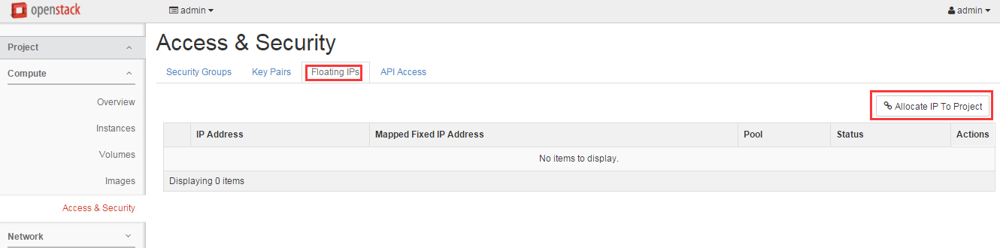 openstack admin admin
Project
Compute
Overview
Instances
Volumes
Images
Access & Security
Network
Access & Security
Security Groups Key Pairs Floating IPs API Access
Allocate IP To Project
IP Address Mapped Fixed IP Address Pool Status Actions
No items to display.
Displaying 0 items